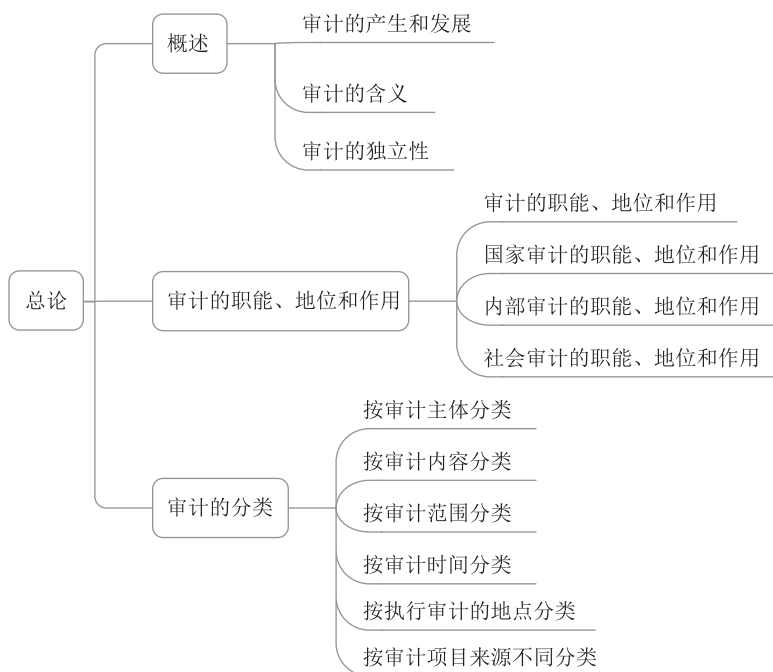 总论
概述
审计的产生和发展
审计的含义
审计的独立性
审计的职能、地位和作用
审计的职能、地位和作用
国家审计的职能、地位和作用
内部审计的职能、地位和作用
社会审计的职能、地位和作用
审计的分类
按审计主体分类
按审计内容分类
按审计范围分类
按审计时间分类
按执行审计的地点分类
按审计项目来源不同分类